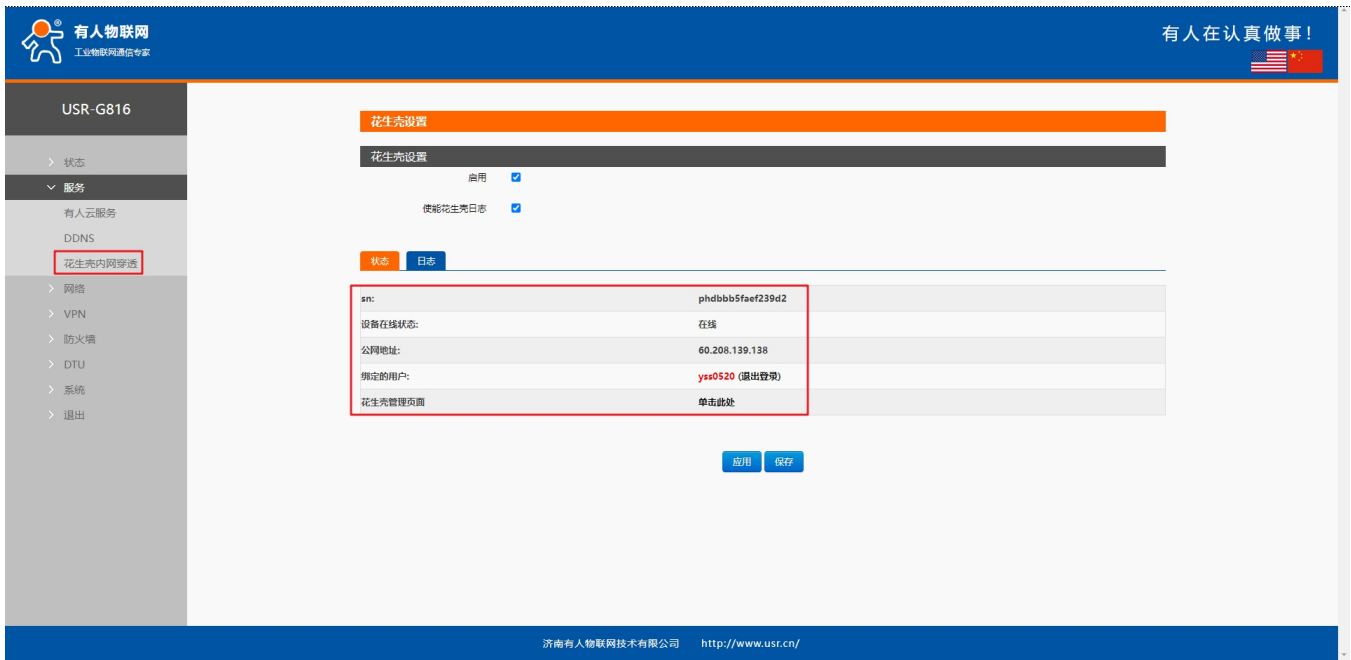 有人物联网
工业物联网通信专家
有人在认真做事！
USR-G816
状态
服务
有人云服务
DDNS
花生壳内网穿透
网络
VPN
防火墙
DTU
系统
退出
花生壳设置
花生壳设置
启用
使能花生壳日志
状态 日志
sn: phdbbb5faef239d2
设备在线状态: 在线
公网地址: 60.208.139.138
绑定的用户: yss0520 (退出登录)
花生壳管理页面 单击此处
应用 保存
济南有人物联网技术有限公司 http://www.usr.cn/